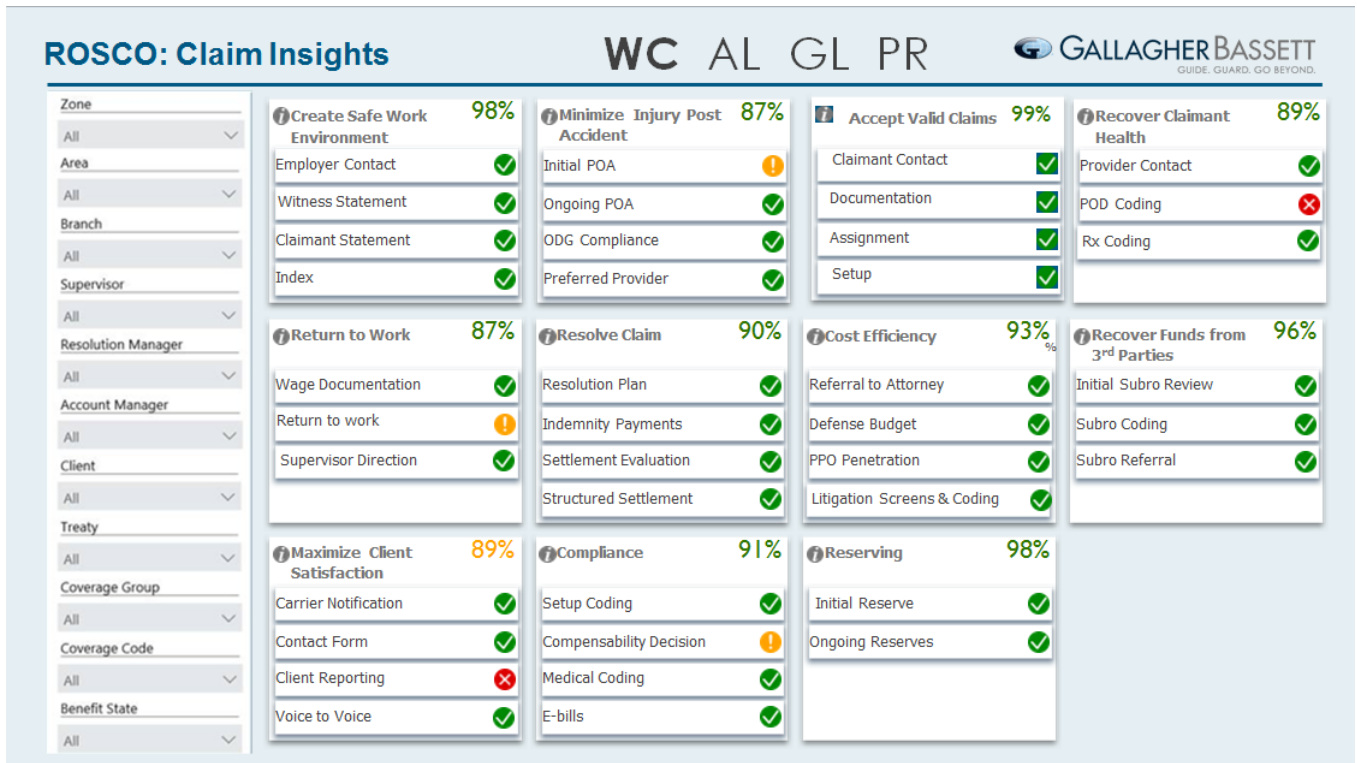 ROSCO: Claim Insights
WC AL GL PR
GALLAGHER BASSETT
GUIDE. GUARD. GO BEYOND.
Zone
All
Area
All
Branch
All
Supervisor
All
Resolution Manager
All
Account Manager
All
Client
All
Treaty
All
Coverage Group
All
Coverage Code
All
Benefit State
All
Create Safe Work
Environment
98%
Employer Contact
Witness Statement
Claimant Statement
Index
Minimize Injury Post
Accident
87%
Initial POA
Ongoing POA
ODG Compliance
Preferred Provider
Accept Valid Claims
99%
Claimant Contact
Documentation
Assignment
Setup
Recover Claimant
Health
89%
Provider Contact
POD Coding
Rx Coding
Return to Work
87%
Wage Documentation
Return to work
Supervisor Direction
Resolve Claim
90%
Resolution Plan
Indemnity Payments
Settlement Evaluation
Structured Settlement
Cost Efficiency
93%
%
Referral to Attorney
Defense Budget
PPO Penetration
Litigation Screens & Coding
Recover Funds from
3rd Parties
96%
Initial Subro Review
Subro Coding
Subro Referral
Maximize Client
Satisfaction
89%
Carrier Notification
Contact Form
Client Reporting
Voice to Voice
Compliance
91%
Setup Coding
Compensability Decision
Medical Coding
E-bills
Reserving
98%
Initial Reserve
Ongoing Reserves